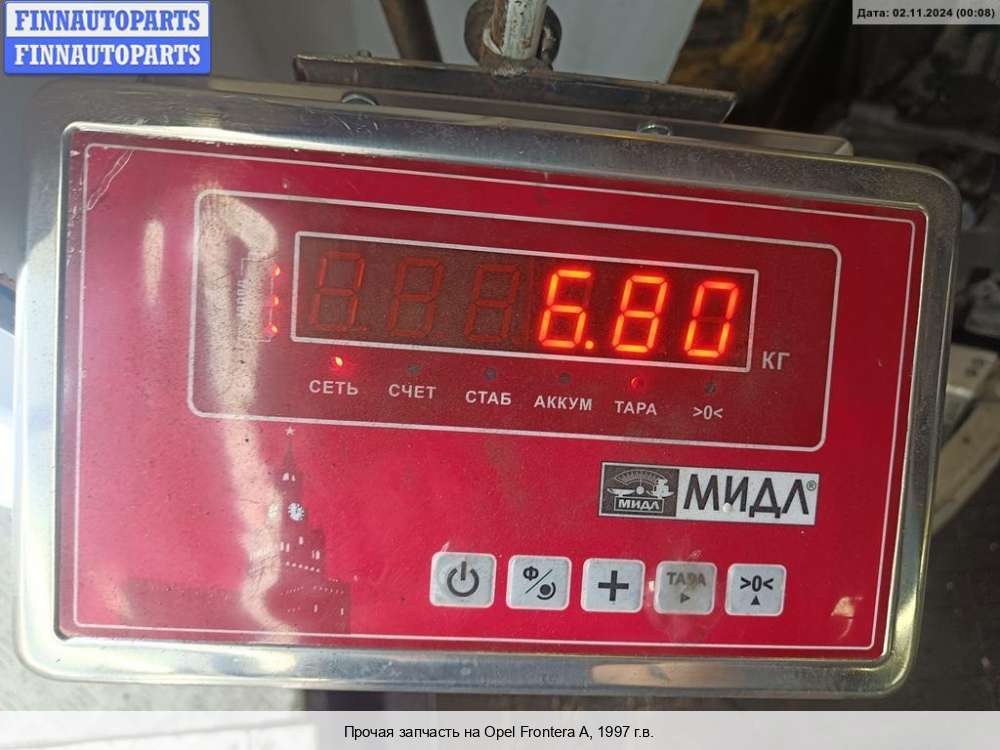 FINNAUTOPARTS
FINNAUTOPARTS
Дата: 02.11.2024 (00:08)
6.80
КГ
СЕТЬ СЧЕТ СТАБ АККУМ ТАРА >0<
МИДЛ МИДЛ®
Ф
ТАРА >0<
Прочая запчасть на Opel Frontera A, 1997 г.в.